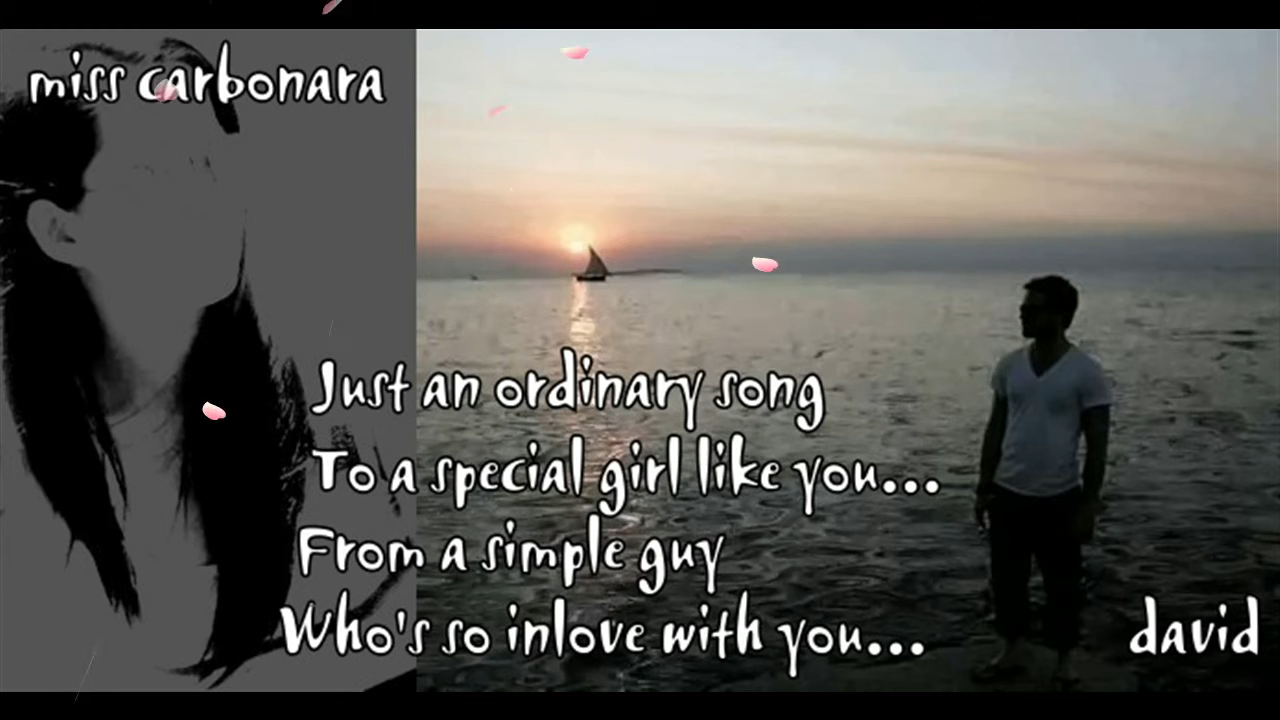 miss carbonara
Just an ordinary song
To a special girl like you...
From a simple guy
Who's so inlove with you...
david